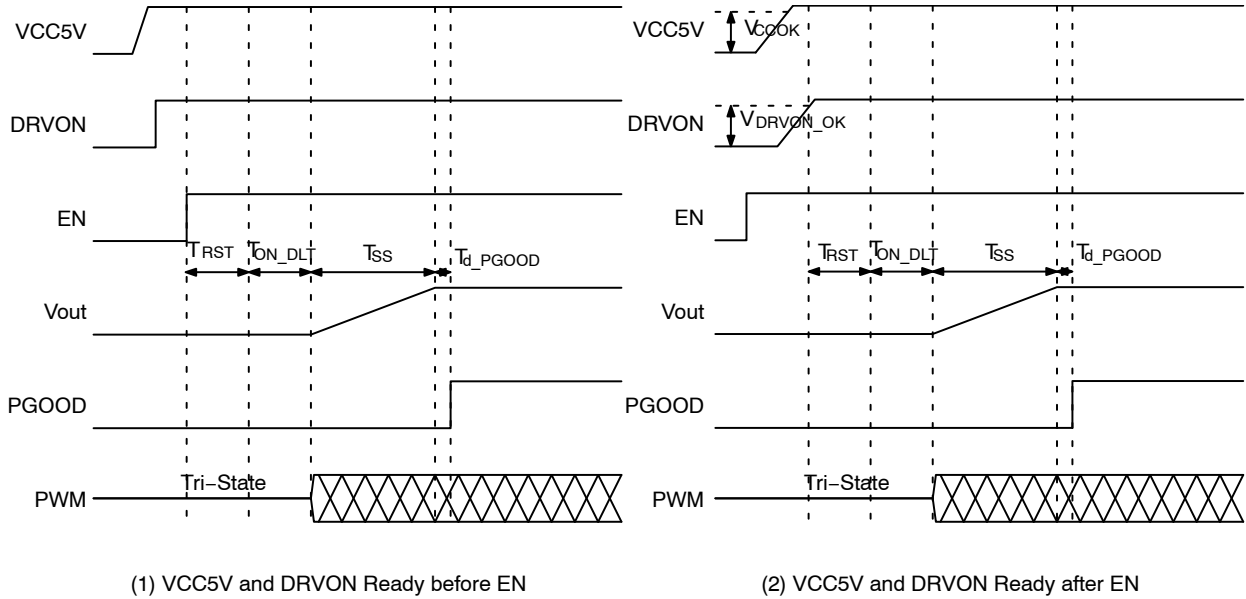 VCC5V
DRVON
EN
TRST TON_DLT TSS Td_PGOOD
Vout
PGOOD
PWM Tri−State
(1) VCC5V and DRVON Ready before EN
VCC5V VCCOK
DRVON VDRVON_OK
EN
TRST TON_DLT TSS Td_PGOOD
Vout
PGOOD
PWM Tri−State
(2) VCC5V and DRVON Ready after EN